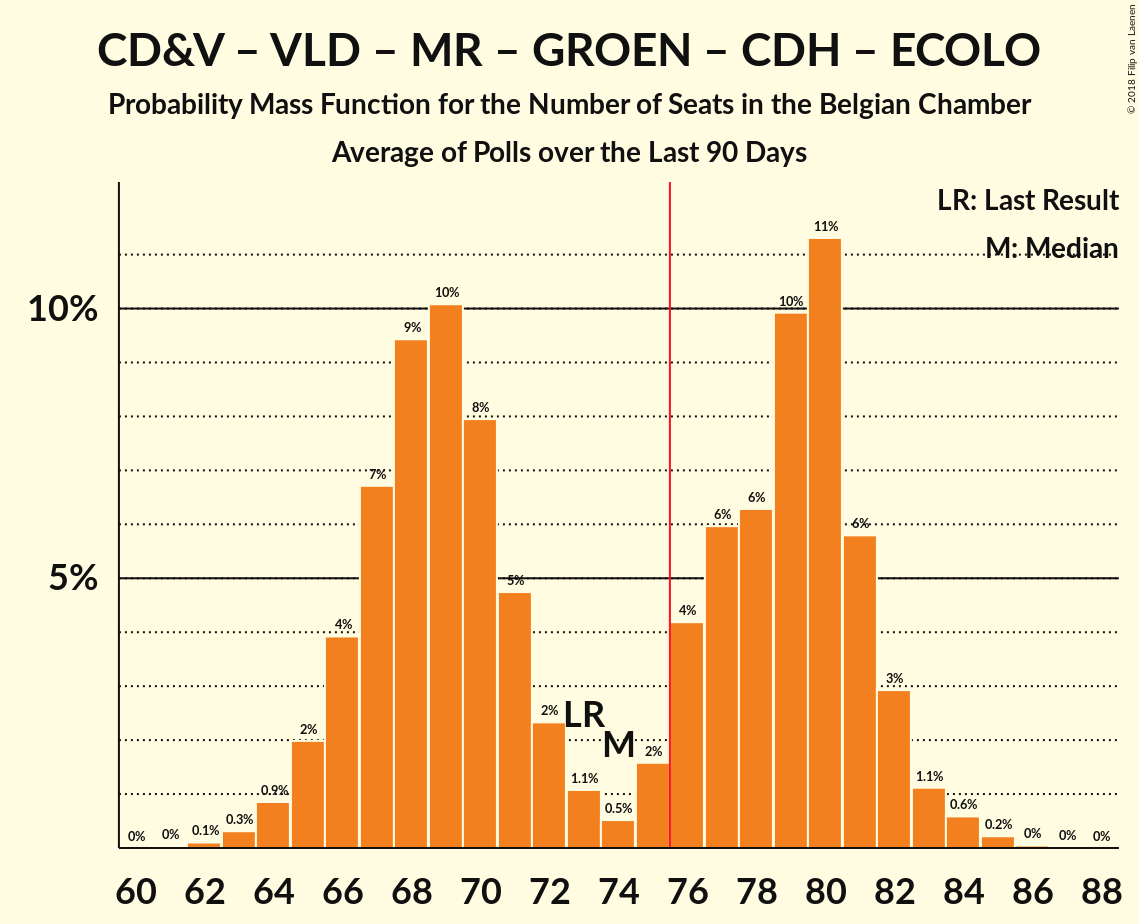 CD&V – VLD – MR – GROEN – CDH – ECOLO
Probability Mass Function for the Number of Seats in the Belgian Chamber
Average of Polls over the Last 90 Days
© 2018 Filip van Laenen
LR: Last Result
M: Median
10%
5%
0% 0% 0.1% 0.3% 0.9% 2% 4% 7% 9% 10% 8% 5% 2% 1.1% 0.5% 2% 4% 6% 6% 10% 11% 6% 3% 1.1% 0.6% 0.2% 0% 0% 0%
LR
M
60 62 64 66 68 70 72 74 76 78 80 82 84 86 88